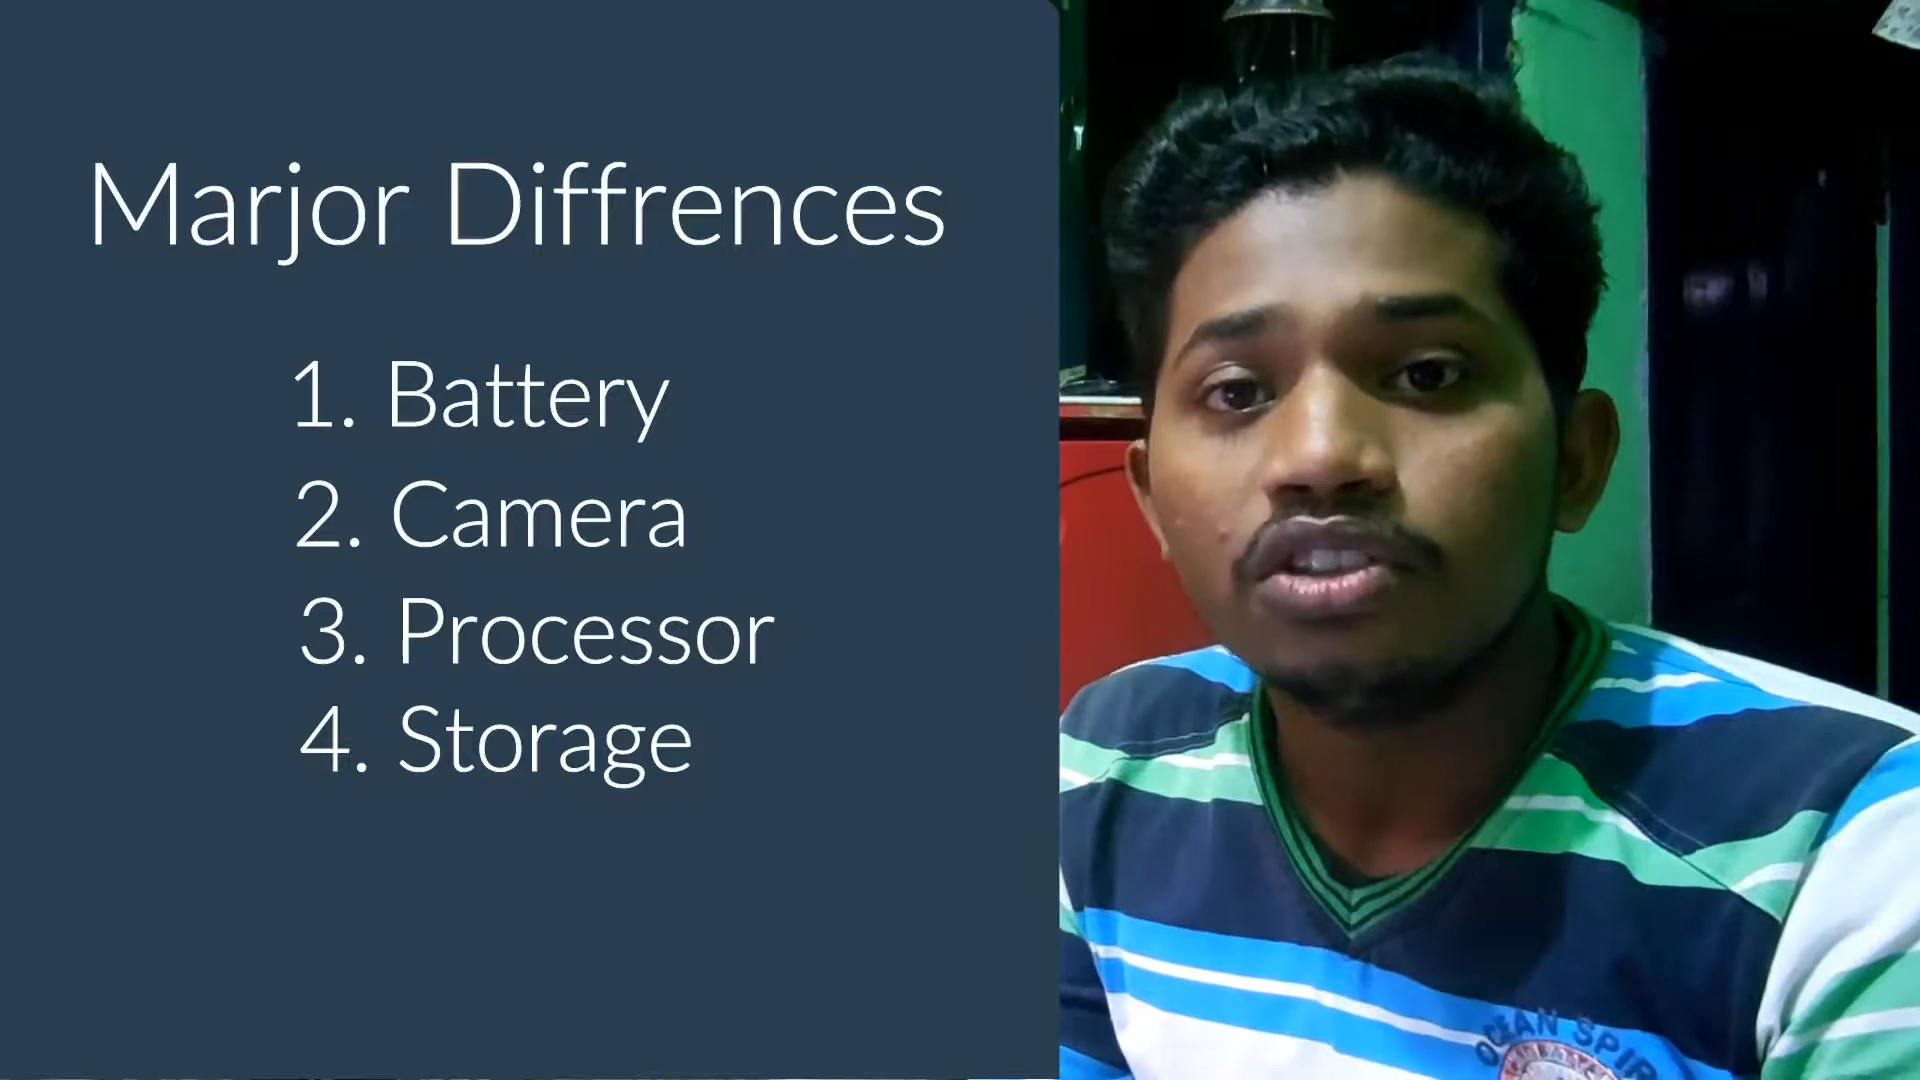 Marjor Diffrences
1. Battery
2. Camera
3. Processor
4. Storage
OCEAN SPIR